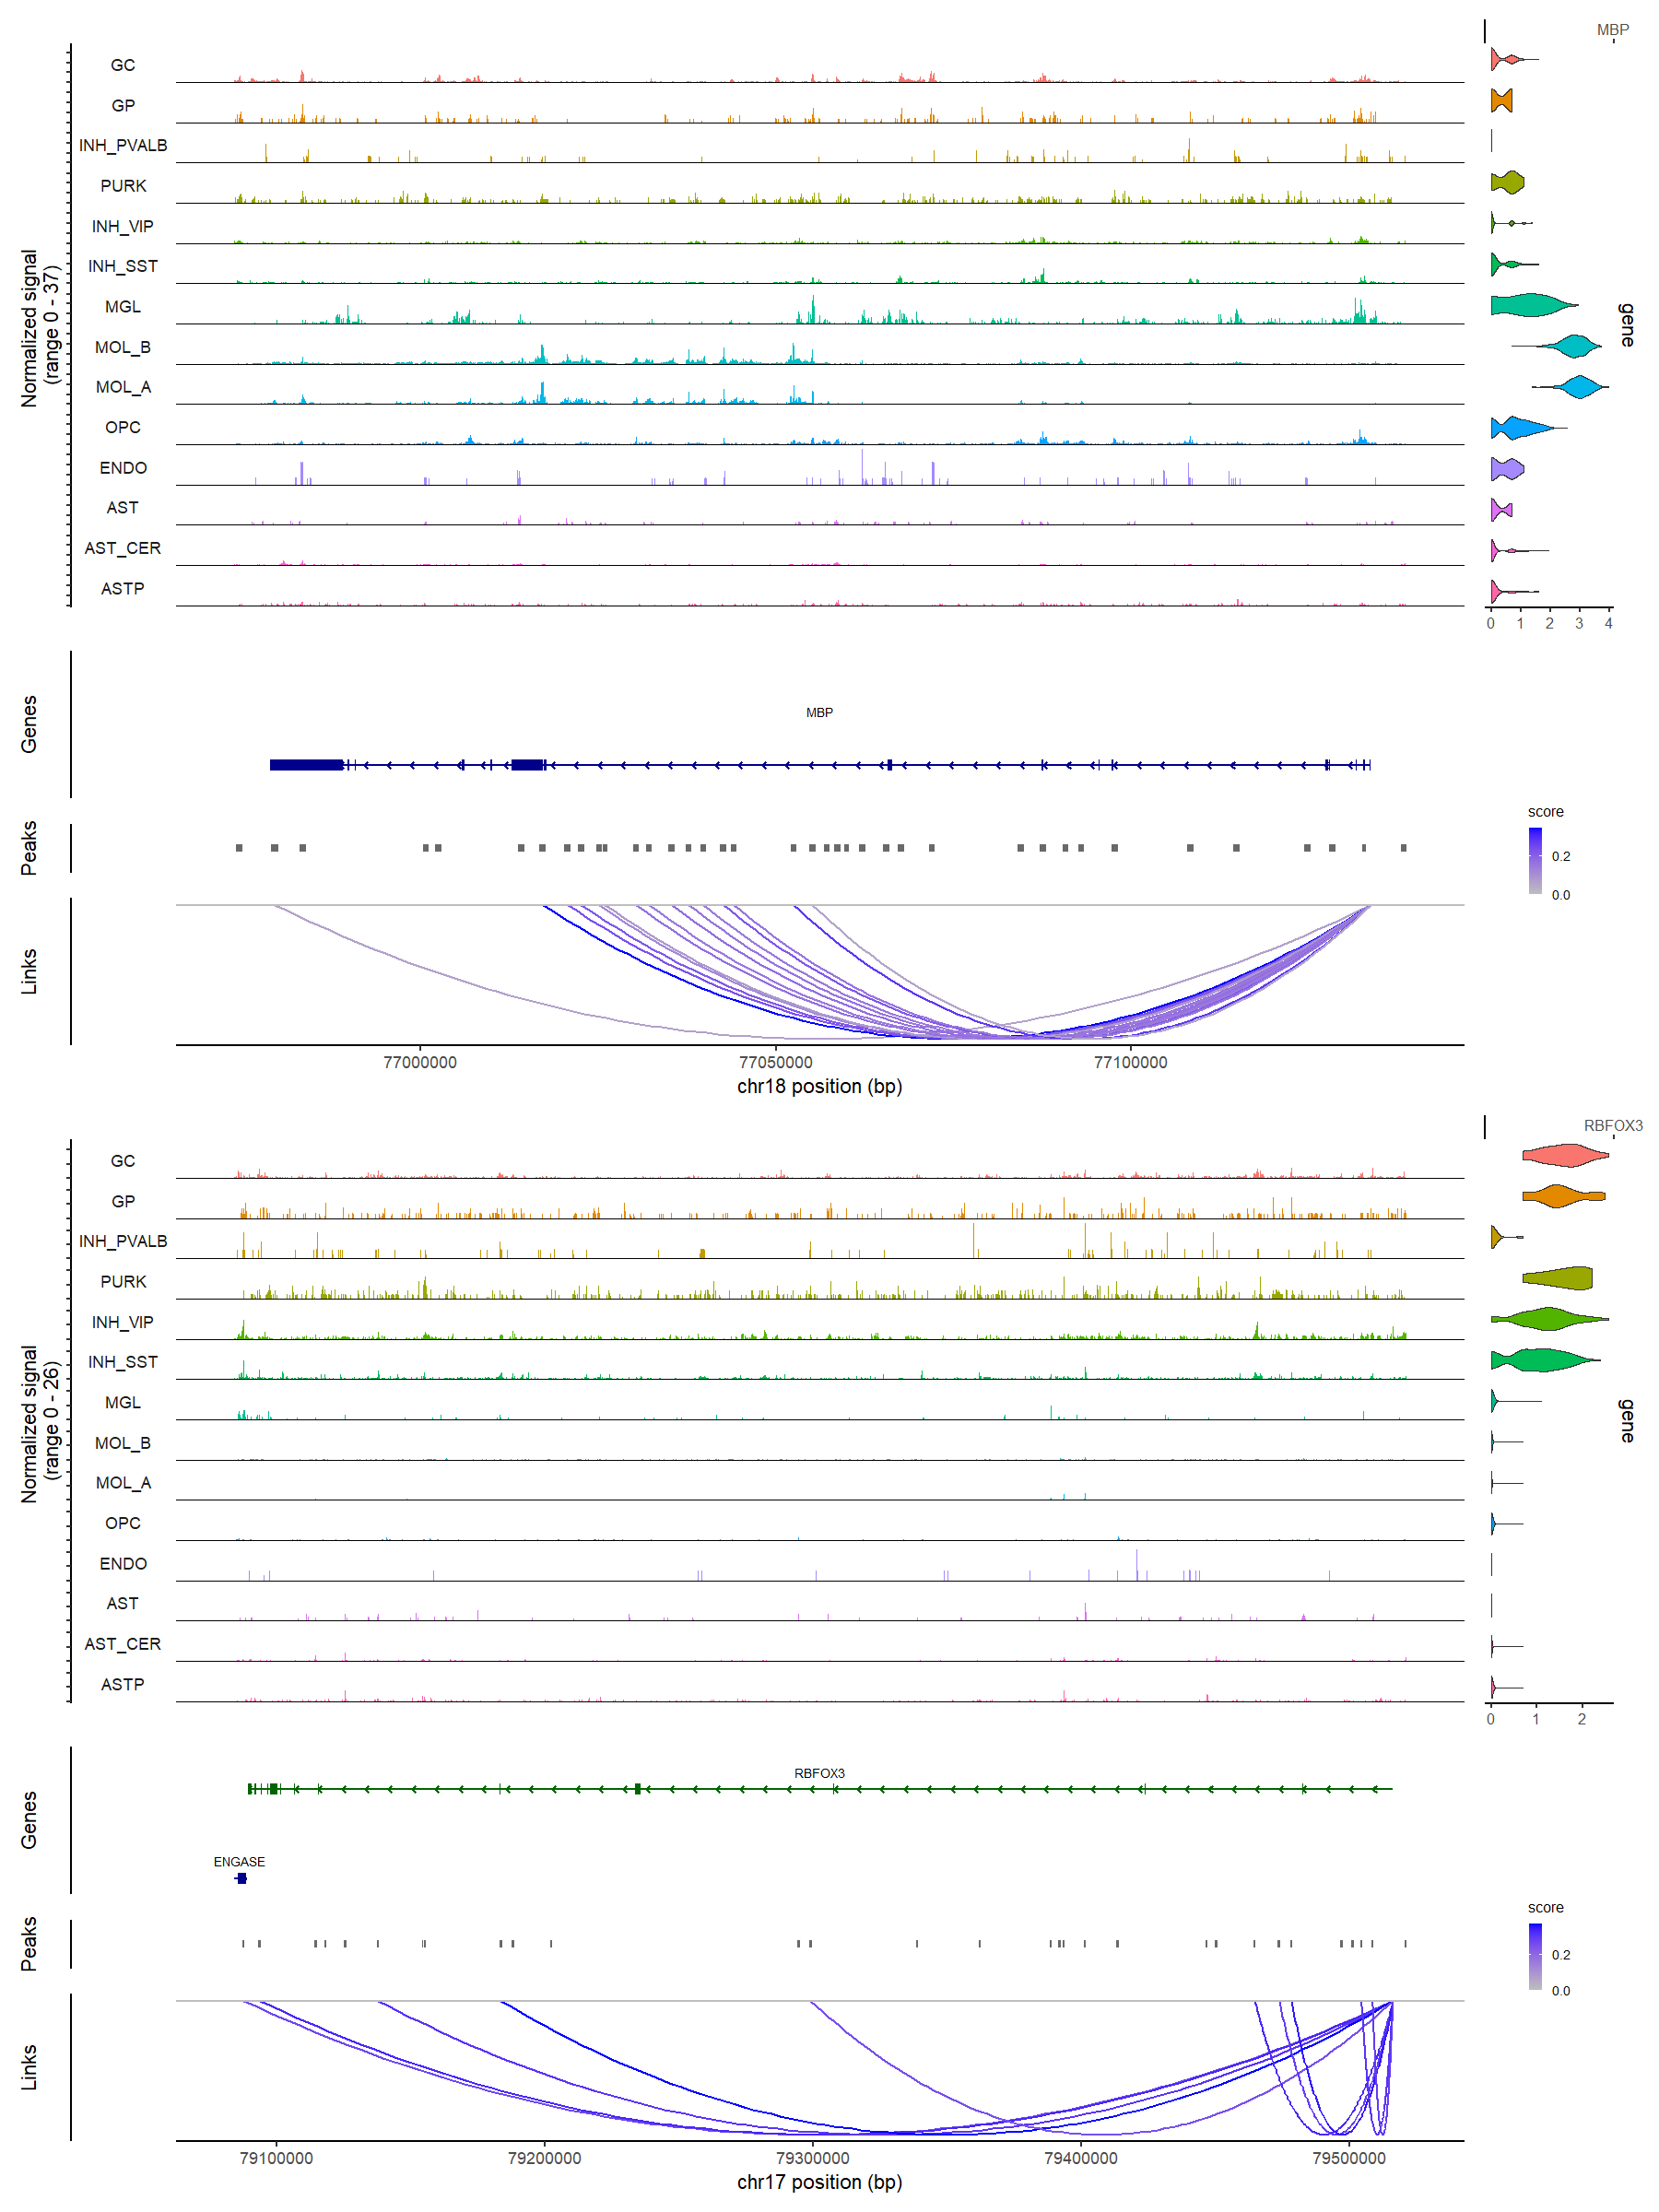 MBP
GC
GP
INH_PVALB
PURK
INH_VIP
INH_SST
MGL
MOL_B
MOL_A
OPC
ENDO
AST
AST_CER
ASTP
Normalized signal
(range 0 - 37)
gene
0 1 2 3 4
Genes
MBP
Peaks
score
0.2
0.0
Links
77000000 77050000 77100000
chr18 position (bp)
RBFOX3
GC
GP
INH_PVALB
PURK
INH_VIP
INH_SST
MGL
MOL_B
MOL_A
OPC
ENDO
AST
AST_CER
ASTP
Normalized signal
(range 0 - 26)
gene
0 1 2
Genes
RBFOX3
ENGASE
Peaks
score
0.2
0.0
Links
79100000 79200000 79300000 79400000 79500000
chr17 position (bp)